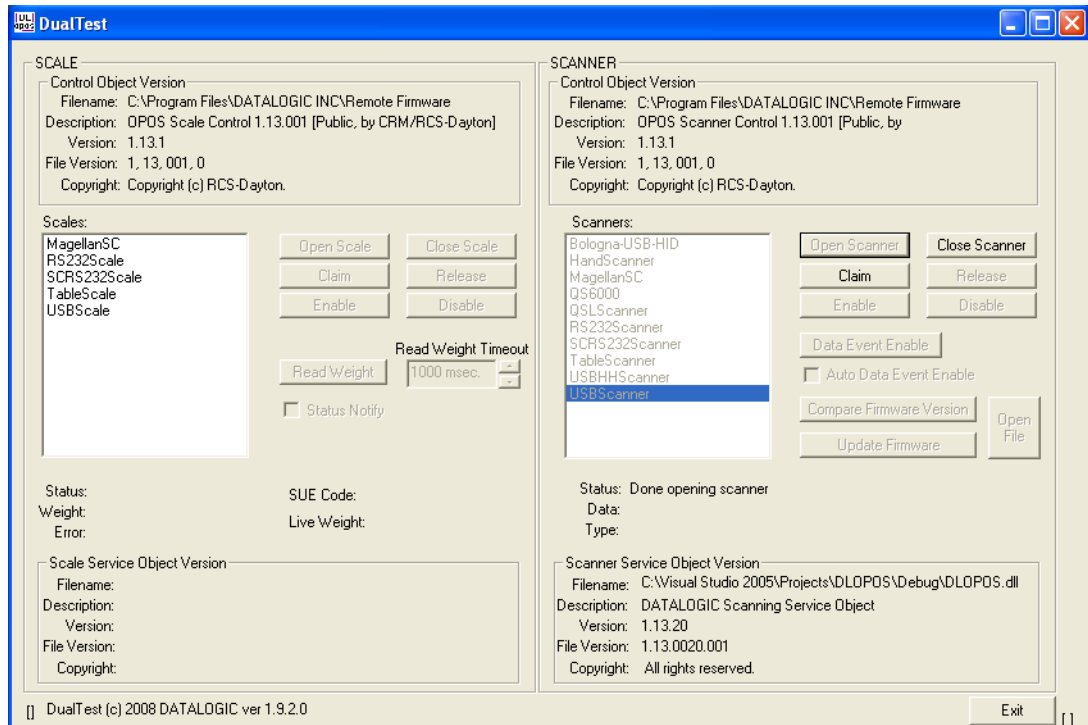 UL
opos
DualTest
SCALE
Control Object Version
Filename: C:\Program Files\DATALOGIC INC\Remote Firmware
Description: OPOS Scale Control 1.13.001 [Public, by CRM/RCS-Dayton]
Version: 1.13.1
File Version: 1, 13, 001, 0
Copyright: Copyright (c) RCS-Dayton.
Scales:
MagellanSC
RS232Scale
SCRS232Scale
TableScale
USBScale
Open Scale
Close Scale
Claim
Release
Enable
Disable
Read Weight Timeout
Read Weight
1000 msec.
Status Notify
Status:
Weight:
Error:
SUE Code:
Live Weight:
Scale Service Object Version
Filename:
Description:
Version:
File Version:
Copyright:
SCANNER
Control Object Version
Filename: C:\Program Files\DATALOGIC INC\Remote Firmware
Description: OPOS Scanner Control 1.13.001 [Public, by
Version: 1.13.1
File Version: 1, 13, 001, 0
Copyright: Copyright (c) RCS-Dayton.
Scanners:
Bologna-USB-HID
HandScanner
MagellanSC
QS6000
QSLScanner
RS232Scanner
SCRS232Scanner
TableScanner
USBHHScanner
USBScanner
Open Scanner
Close Scanner
Claim
Release
Enable
Disable
Data Event Enable
Auto Data Event Enable
Compare Firmware Version
Open
File
Update Firmware
Status: Done opening scanner
Data:
Type:
Scanner Service Object Version
Filename: C:\Visual Studio 2005\Projects\DLOPOS\Debug\DLOPOS.dll
Description: DATALOGIC Scanning Service Object
Version: 1.13.20
File Version: 1.13.0020.001
Copyright: All rights reserved.
[] DualTest (c) 2008 DATALOGIC ver 1.9.2.0
Exit
[ ]